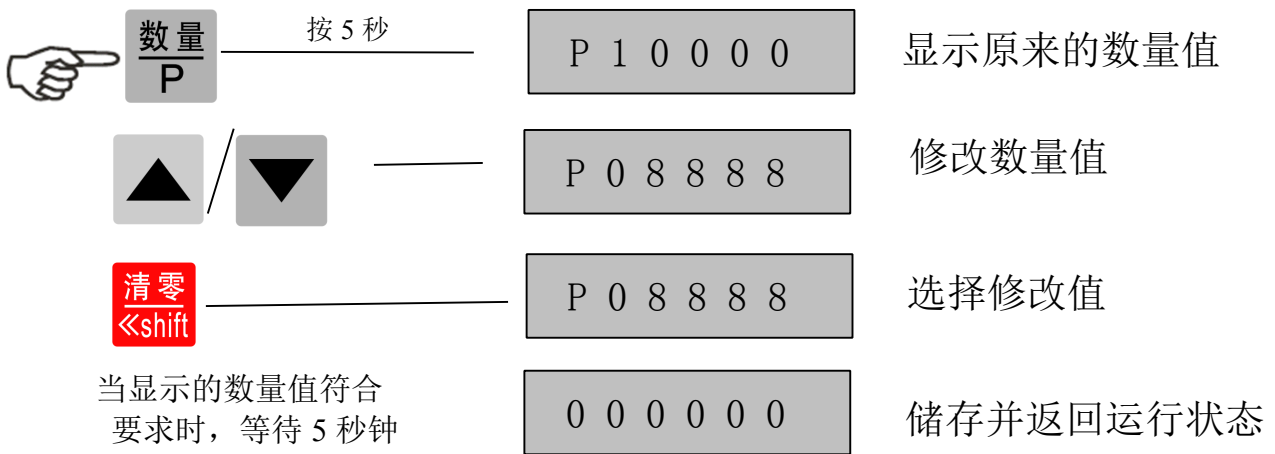 数量
P
按 5 秒
P 1 0 0 0 0
显示原来的数量值
P 0 8 8 8 8
修改数量值
清零
≪shift
P 0 8 8 8 8
选择修改值
当显示的数量值符合
要求时，等待 5 秒钟
0 0 0 0 0 0
储存并返回运行状态